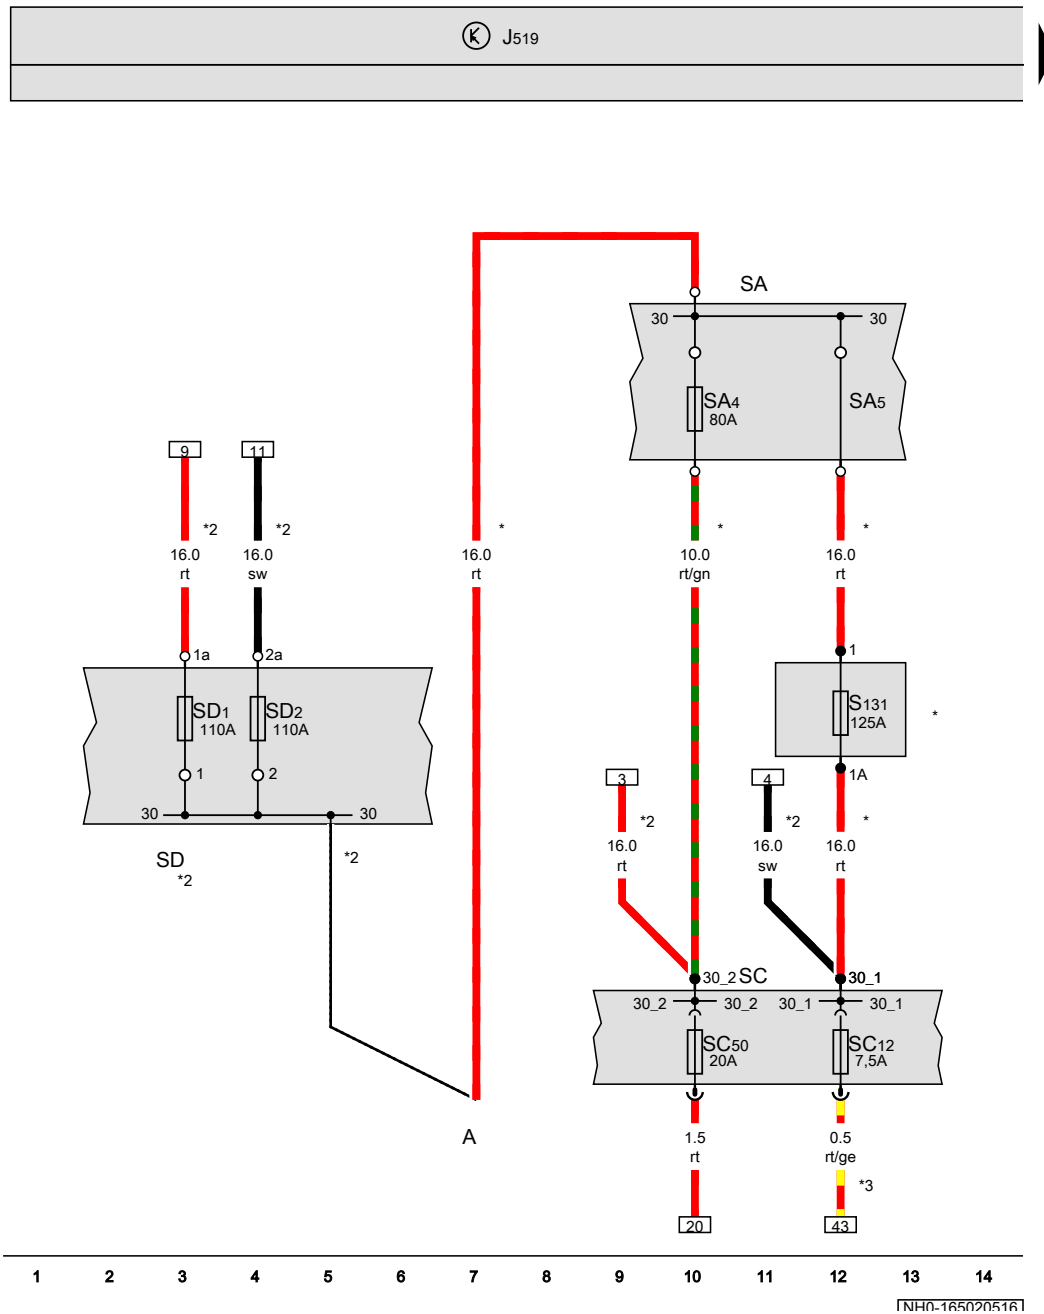 J519
SA
30
30
SA4
80A
SA5
9
11
*2
*2
*
*
*
16.0
rt
16.0
sw
16.0
rt
10.0
rt/gn
16.0
rt
1a
2a
1
SD1
110A
SD2
110A
S131
125A
*
1
2
3
4
1A
30
30
*2
*2
*
16.0
rt
16.0
sw
16.0
rt
SD
*2
*2
30_2
SC
30_1
30_2
30_2
30_1
30_1
SC50
20A
SC12
7,5A
A
1.5
rt
0.5
rt/ge
*3
20
43
1 2 3 4 5 6 7 8 9 10 11 12 13 14
NH0-165020516